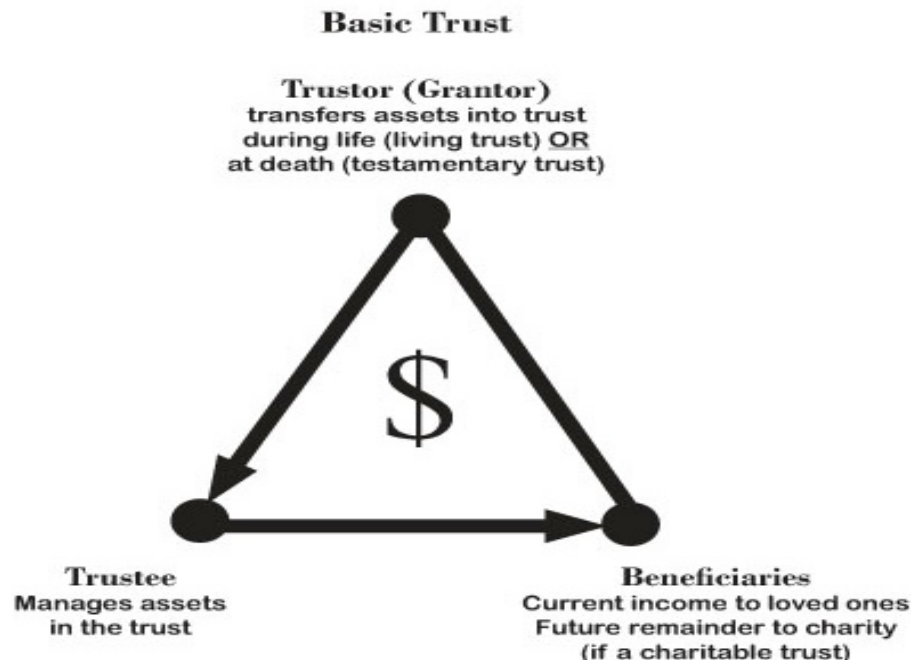 Basic Trust
Trustor (Grantor)
transfers assets into trust
during life (living trust) OR
at death (testamentary trust)
$
Trustee
Manages assets
in the trust
Beneficiaries
Current income to loved ones
Future remainder to charity
(if a charitable trust)